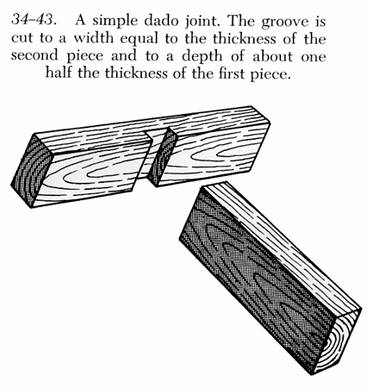 34–43. A simple dado joint. The groove is
cut to a width equal to the thickness of the
second piece and to a depth of about one
half the thickness of the first piece.